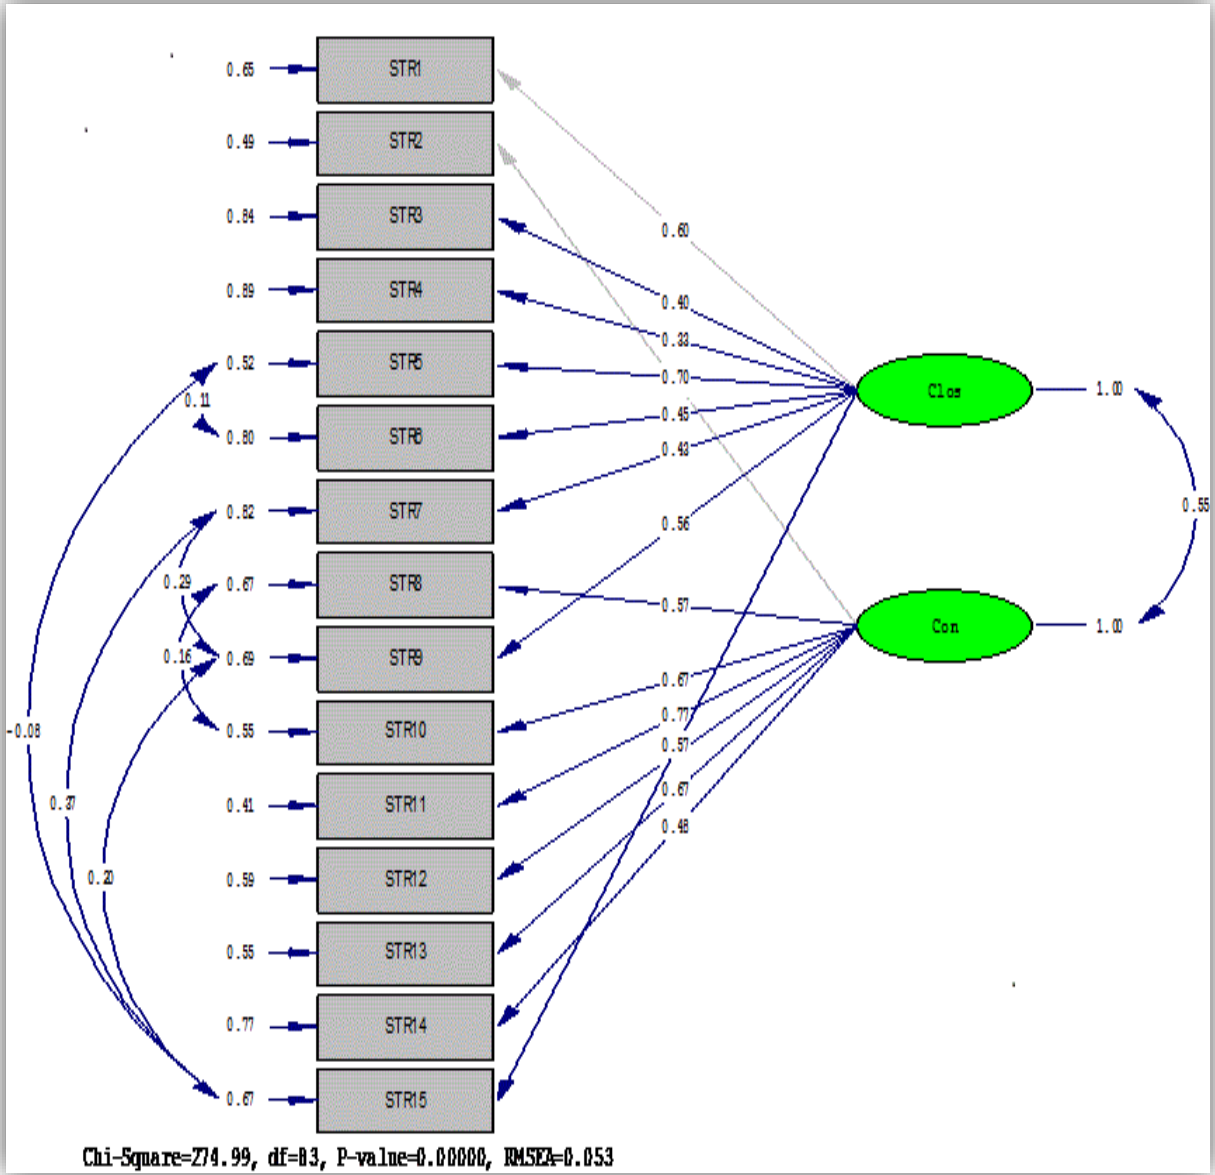 0.65 STR1
0.49 STR2
0.84 STR3
0.60
0.89 STR4
0.40
0.33
0.52 STR5
0.70
Clos 1.00
0.11
0.45
0.80 STR6
0.43
0.55
0.82 STR7
0.56
0.29
0.67 STR8
0.57
Con 1.00
0.16
0.69 STR9
0.67
-0.08
0.55 STR10
0.77
0.57
0.37
0.41 STR11
0.67
0.48
0.20
0.59 STR12
0.55 STR13
0.77 STR14
0.67 STR15
Chi-Square=274.99, df=83, P-value=0.00000, RMSEA=0.053